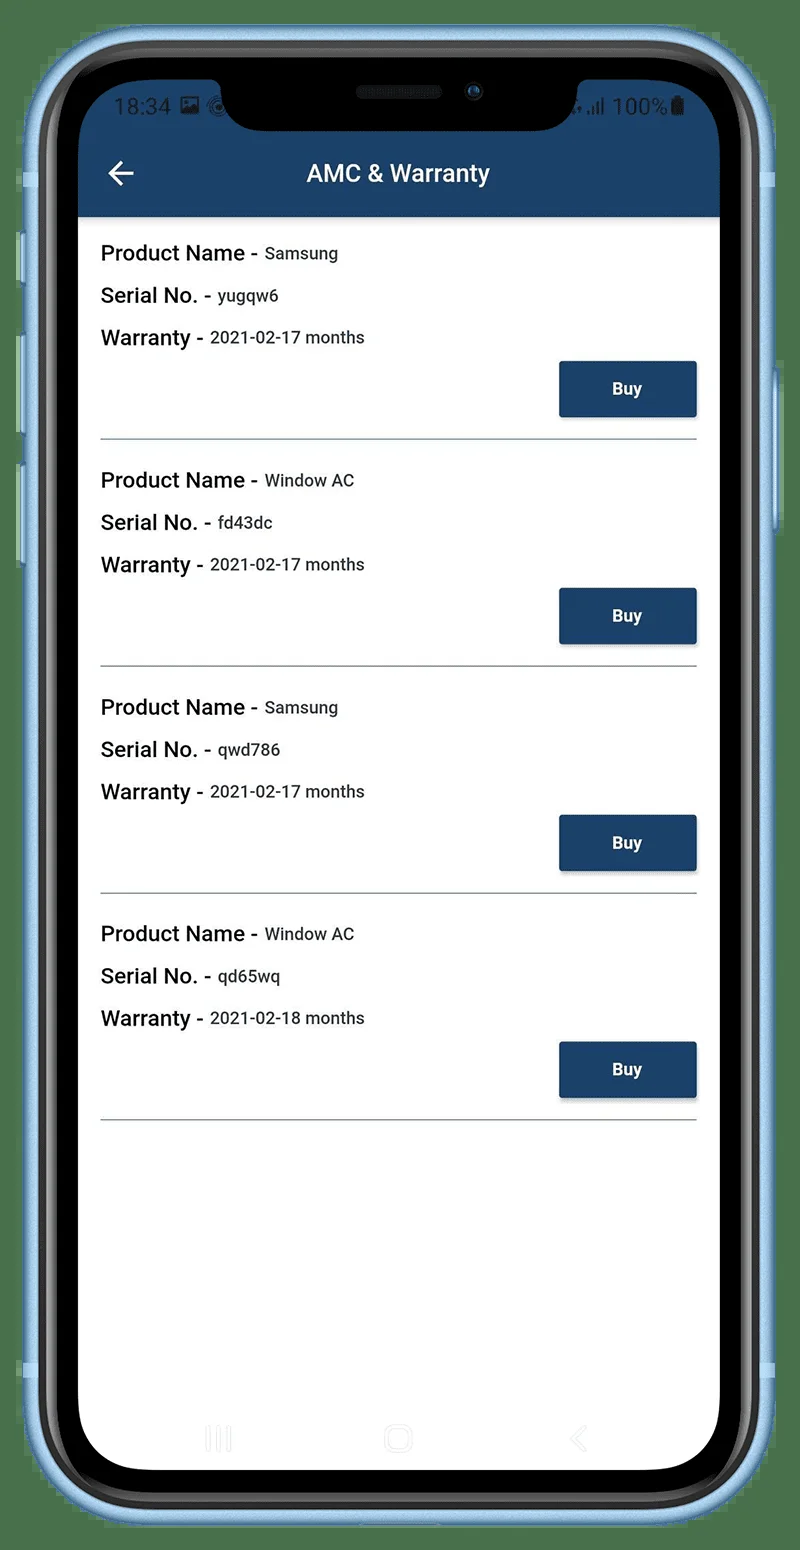 18:34 100%
AMC & Warranty
Product Name - Samsung
Serial No. - yugqw6
Warranty - 2021-02-17 months
Buy
Product Name - Window AC
Serial No. - fd43dc
Warranty - 2021-02-17 months
Buy
Product Name - Samsung
Serial No. - qwd786
Warranty - 2021-02-17 months
Buy
Product Name - Window AC
Serial No. - qd65wq
Warranty - 2021-02-18 months
Buy